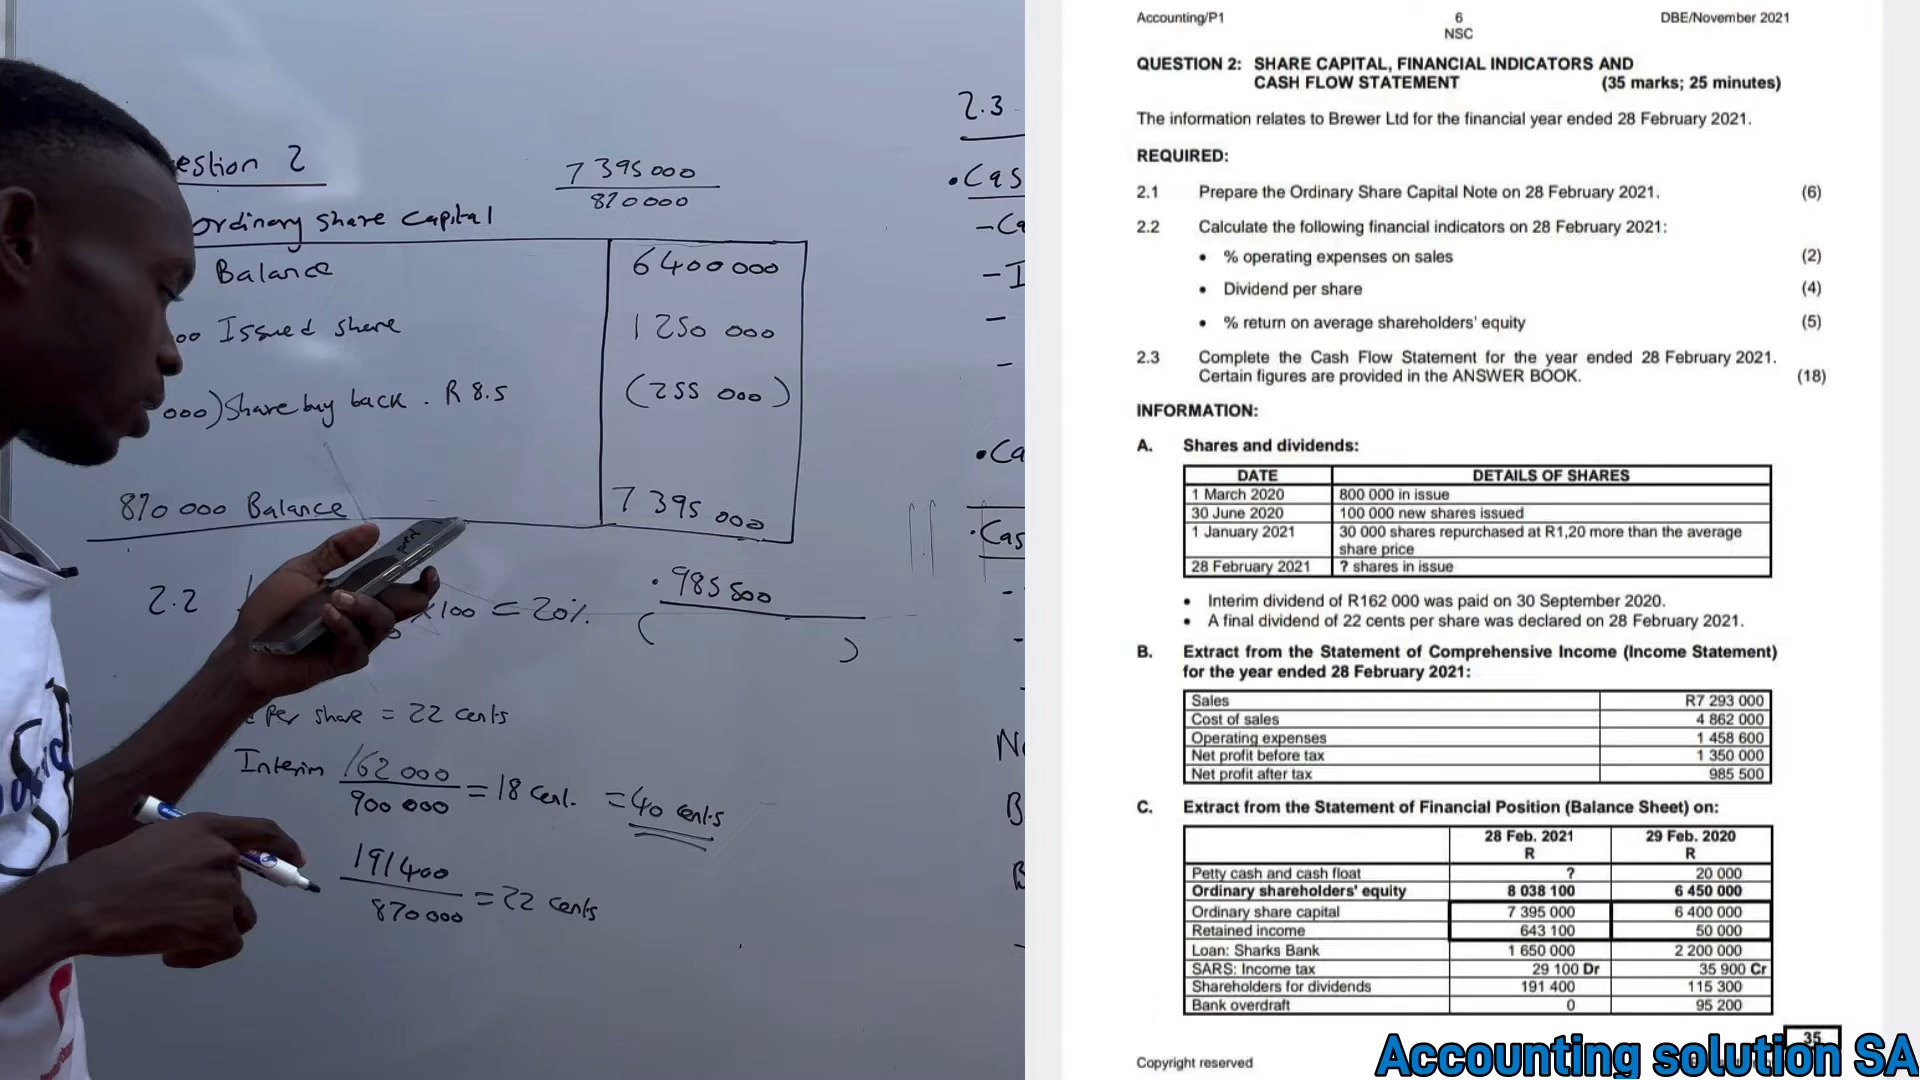 estion 2
7 395 000
870 000
ordinary share capital
Balance
6 400 000
00 Issued share
1 250 000
000) Share buy back . R 8.5
(255 000)
870 000 Balance
7 395 000
2.2
x100 = 20%
.985 500
( )
Per share = 22 cents
Interim 162 000
900 000
= 18 cent.
= 40 cents
191 400
870 000
= 22 cents
2.3
• Cas
- Ca
- I
-
-
• Ca
• Cas
-
-
N
B
B
Accounting/P1
6
NSC
DBE/November 2021
QUESTION 2: SHARE CAPITAL, FINANCIAL INDICATORS AND
CASH FLOW STATEMENT (35 marks; 25 minutes)
The information relates to Brewer Ltd for the financial year ended 28 February 2021.
REQUIRED:
2.1 Prepare the Ordinary Share Capital Note on 28 February 2021. (6)
2.2 Calculate the following financial indicators on 28 February 2021:
• % operating expenses on sales (2)
• Dividend per share (4)
• % return on average shareholders' equity (5)
2.3 Complete the Cash Flow Statement for the year ended 28 February 2021.
Certain figures are provided in the ANSWER BOOK. (18)
INFORMATION:
A. Shares and dividends:
DATE DETAILS OF SHARES
1 March 2020 800 000 in issue
30 June 2020 100 000 new shares issued
1 January 2021 30 000 shares repurchased at R1,20 more than the average
share price
28 February 2021 ? shares in issue
• Interim dividend of R162 000 was paid on 30 September 2020.
• A final dividend of 22 cents per share was declared on 28 February 2021.
B. Extract from the Statement of Comprehensive Income (Income Statement)
for the year ended 28 February 2021:
Sales R7 293 000
Cost of sales 4 862 000
Operating expenses 1 458 600
Net profit before tax 1 350 000
Net profit after tax 985 500
C. Extract from the Statement of Financial Position (Balance Sheet) on:
28 Feb. 2021 29 Feb. 2020
R R
Petty cash and cash float ? 20 000
Ordinary shareholders' equity 8 038 100 6 450 000
Ordinary share capital 7 395 000 6 400 000
Retained income 643 100 50 000
Loan: Sharks Bank 1 650 000 2 200 000
SARS: Income tax 29 100 Dr 35 900 Cr
Shareholders for dividends 191 400 115 300
Bank overdraft 0 95 200
35
Copyright reserved
Accounting solution SA